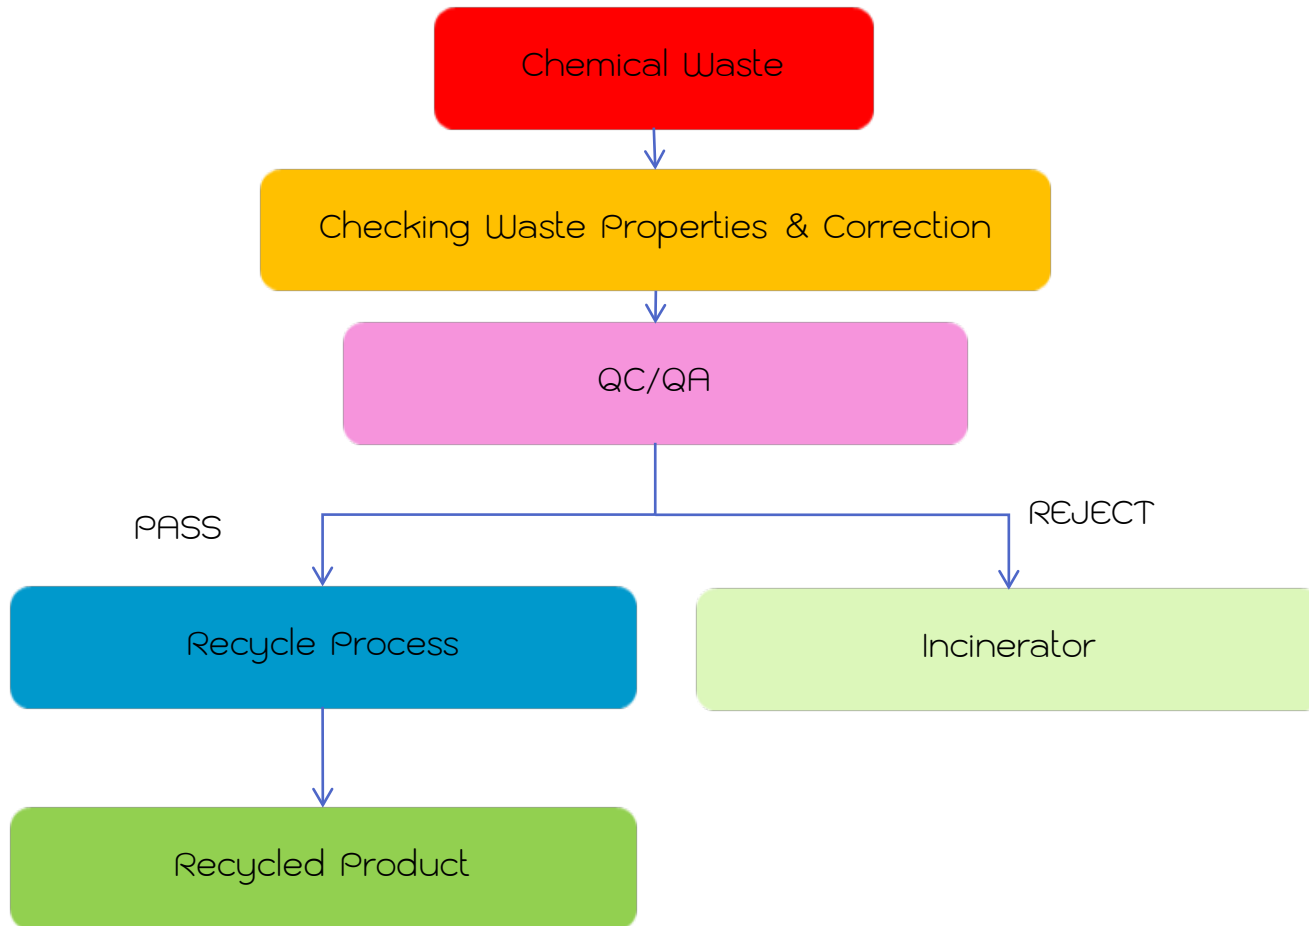 Chemical Waste
Checking Waste Properties & Correction
QC/QA
PASS
REJECT
Recycle Process
Incinerator
Recycled Product